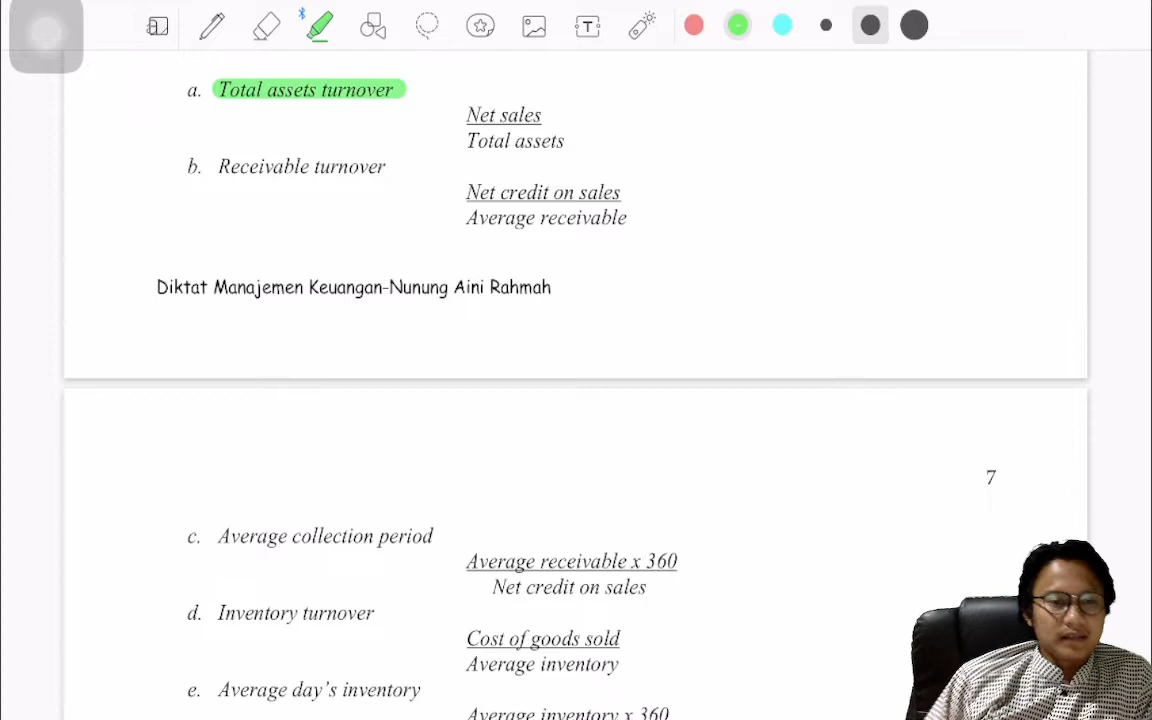 T
a. Total assets turnover
Net sales
Total assets
b. Receivable turnover
Net credit on sales
Average receivable
Diktat Manajemen Keuangan-Nunung Aini Rahmah
7
c. Average collection period
Average receivable x 360
Net credit on sales
d. Inventory turnover
Cost of goods sold
Average inventory
e. Average day's inventory
Average inventory x 360